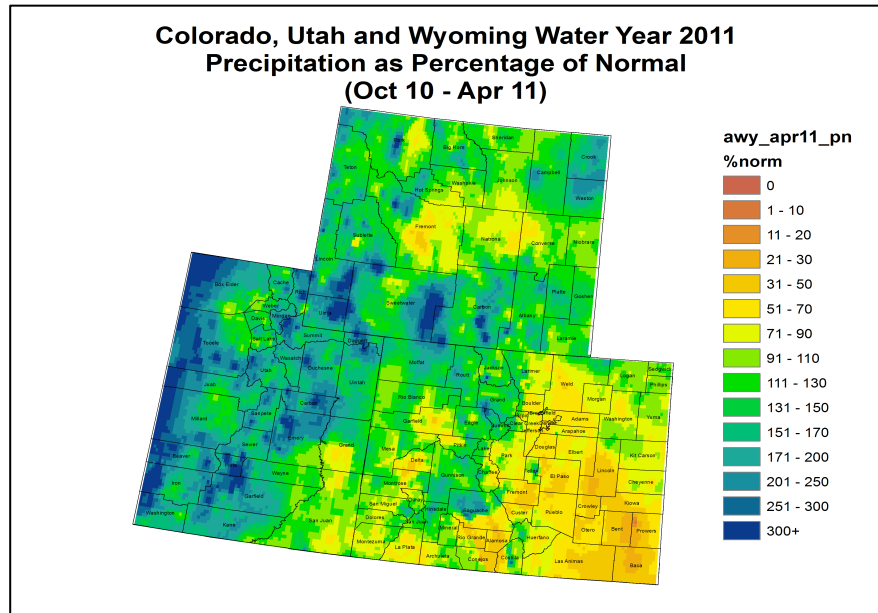 Colorado, Utah and Wyoming Water Year 2011
Precipitation as Percentage of Normal
(Oct 10 - Apr 11)
awy_apr11_pn
%norm
0
1 - 10
11 - 20
21 - 30
31 - 50
51 - 70
71 - 90
91 - 110
111 - 130
131 - 150
151 - 170
171 - 200
201 - 250
251 - 300
300+
Park
Big Horn
Sheridan
Campbell
Crook
Teton
Johnson
Washakie
Hot Springs
Weston
Fremont
Natrona
Converse
Niobrara
Sublette
Lincoln
Sweetwater
Carbon
Platte
Goshen
Uinta
Albany
Laramie
Box Elder
Cache
Rich
Weber
Morgan
Davis
Salt Lake
Summit
Daggett
Tooele
Wasatch
Duchesne
Uintah
Utah
Juab
Carbon
Millard
Sanpete
Emery
Grand
Sevier
Beaver
Piute
Wayne
Iron
Garfield
Washington
Kane
San Juan
Moffat
Routt
Jackson
Larimer
Weld
Logan
Sedgwick
Phillips
Morgan
Grand
Boulder
Rio Blanco
Washington
Yuma
Adams
Arapahoe
Garfield
Eagle
Summit
Clear Creek
Jefferson
Douglas
Elbert
Kit Carson
Mesa
Pitkin
Lake
Park
Delta
Lincoln
Gunnison
Chaffee
Teller
El Paso
Cheyenne
Montrose
Fremont
Kiowa
Ouray
San Miguel
Crowley
Hinsdale
Saguache
Custer
Pueblo
Dolores
San Juan
Otero
Bent
Prowers
Mineral
Rio Grande
Alamosa
Huerfano
Montezuma
La Plata
Archuleta
Conejos
Costilla
Las Animas
Baca